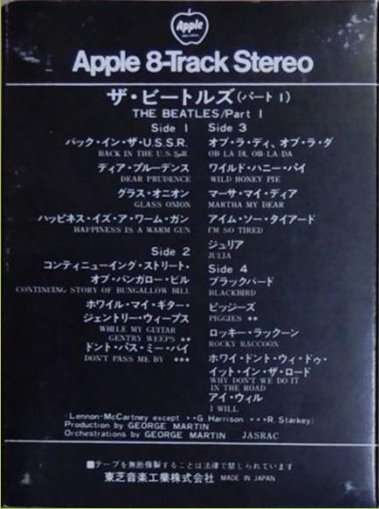 Apple
Apple 8-Track Stereo
ザ・ビートルズ(パート I)
THE BEATLES/Part I
Side I
バック・イン・ザ・U.S.S.R.
BACK IN THE U.S.S.R
ディア・プルーデンス
DEAR PRUDENCE
グラス・オニオン
GLASS ONION
ハッピネス・イズ・ア・ワーム・ガン
HAPPINESS IS A WARM GUN
Side 2
コンティニューイング・ストーリー・
オブ・バンガロー・ビル
CONTINUING STORY OF BUNGALLOW BILL
ホワイル・マイ・ギター・
ジェントリー・ウィープス
WHILE MY GUITAR
GENTRY WEEPS **
ドント・パス・ミー・バイ
DON'T PASS ME BY ***
Side 3
オブ・ラ・ディ、オブ・ラ・ダ
OB-LA-DI, OB-LA-DA
ワイルド・ハニー・パイ
WILD HONEY PIE
マーサ・マイ・ディア
MARTHA MY DEAR
アイム・ソー・タイアード
I'M SO TIRED
ジュリア
JULIA
Side 4
ブラックバード
BLACKBIRD
ピッジーズ
PIGGIES **
ロッキー・ラックーン
ROCKY RACCOON
ホワイ・ドント・ウィ・ドゥ・
イット・イン・ザ・ロード
WHY DON'T WE DO IT
IN THE ROAD
アイ・ウィル
I WILL
(Lennon-McCartney except **G. Harrison ***R. Starkey)
Production by GEORGE MARTIN
Orchestrations by GEORGE MARTIN JASRAC
■テープを無断複製することは法律で禁じられています
東芝音楽工業株式会社 MADE IN JAPAN